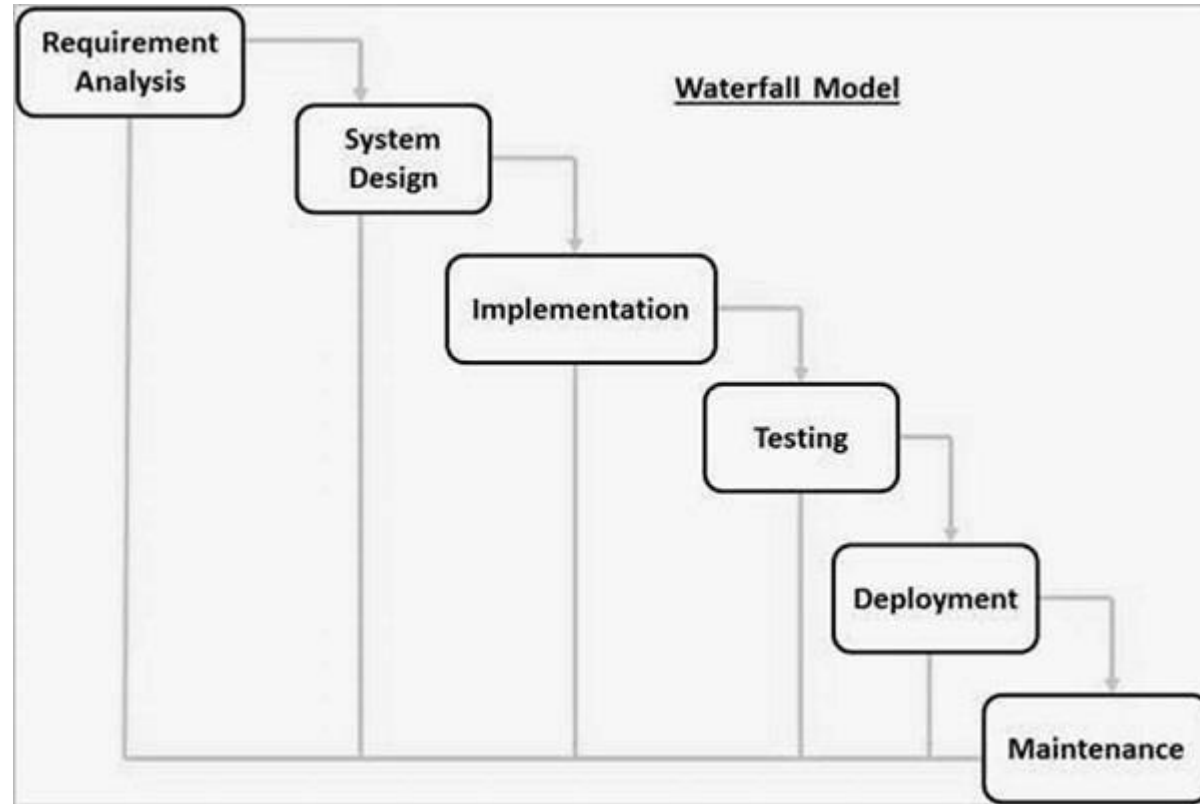 Requirement
Analysis
Waterfall Model
System
Design
Implementation
Testing
Deployment
Maintenance